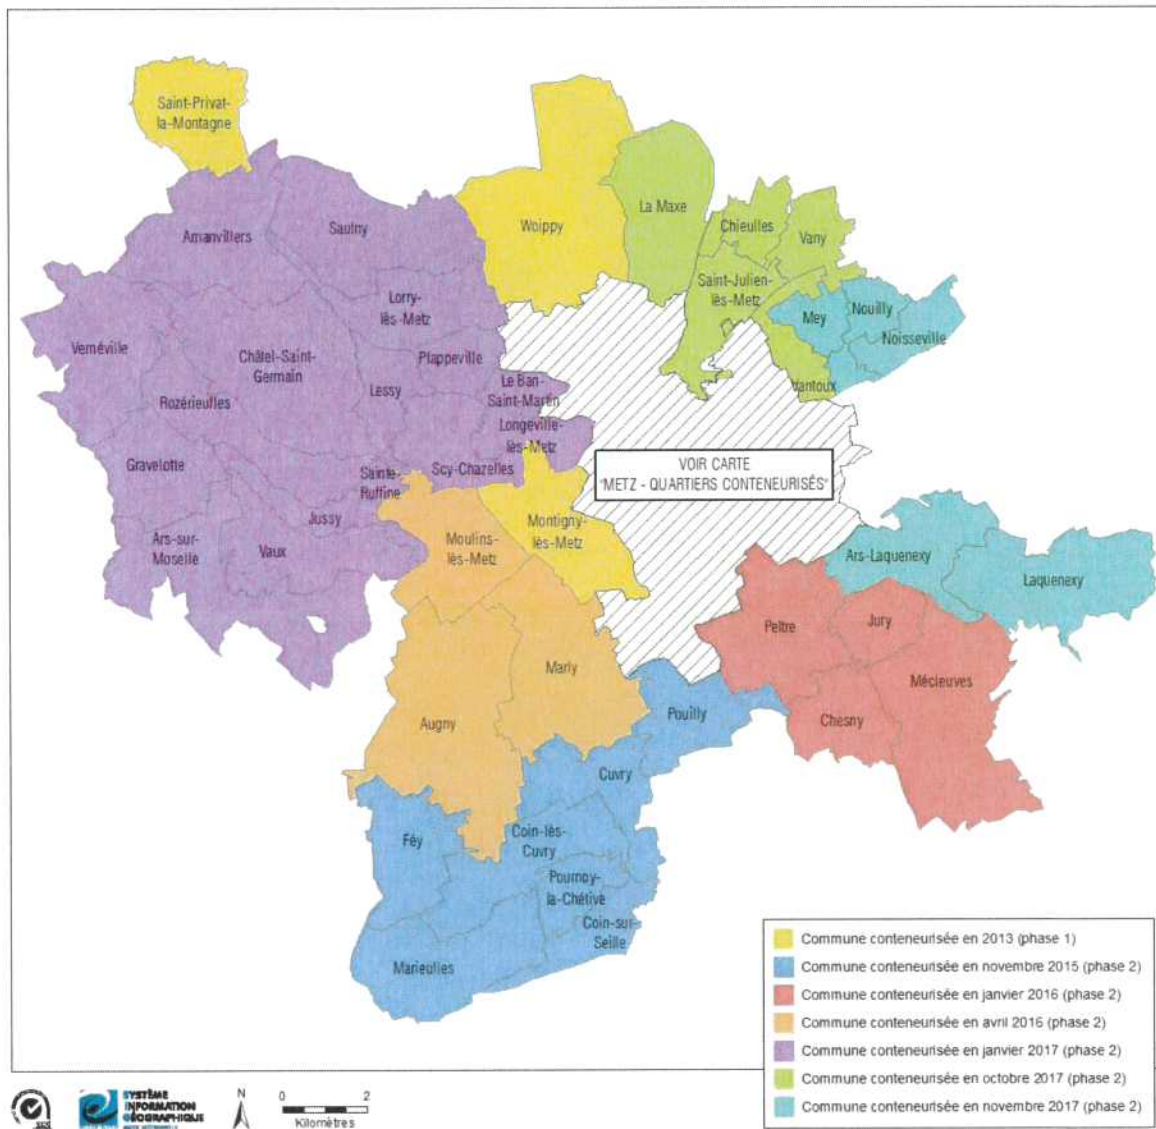 Saint-Privat-
la-Montagne
Woippy
La Maxe
Chieulles
Vany
Amanvillers
Saulny
Saint-Julien-
lès-Metz
Lorry-
lès-Metz
Mey
Nouilly
Noisseville
Vernéville
Châtel-Saint-
Germain
Plappeville
Lessy
Le Ban-
Saint-Martin
Vantoux
Rozérieulles
Longeville-
lès-Metz
Gravelotte
Scy-Chazelles
Sainte-
Ruffine
VOIR CARTE
"METZ - QUARTIERS CONTENEURISÉS"
Jussy
Ars-sur-
Moselle
Vaux
Moulins-
lès-Metz
Montigny-
lès-Metz
Ars-Laquenexy
Laquenexy
Peltre
Jury
Mécleuves
Chesny
Marly
Augny
Pouilly
Cuvry
Féy
Coin-lès-
Cuvry
Pournoy-
la-Chétive
Coin-sur-
Seille
Marieulles
Commune conteneurisée en 2013 (phase 1)
Commune conteneurisée en novembre 2015 (phase 2)
Commune conteneurisée en janvier 2016 (phase 2)
Commune conteneurisée en avril 2016 (phase 2)
Commune conteneurisée en janvier 2017 (phase 2)
Commune conteneurisée en octobre 2017 (phase 2)
Commune conteneurisée en novembre 2017 (phase 2)
SYSTÈME
INFORMATION
GÉOGRAPHIQUE
N
0 2
Kilomètres